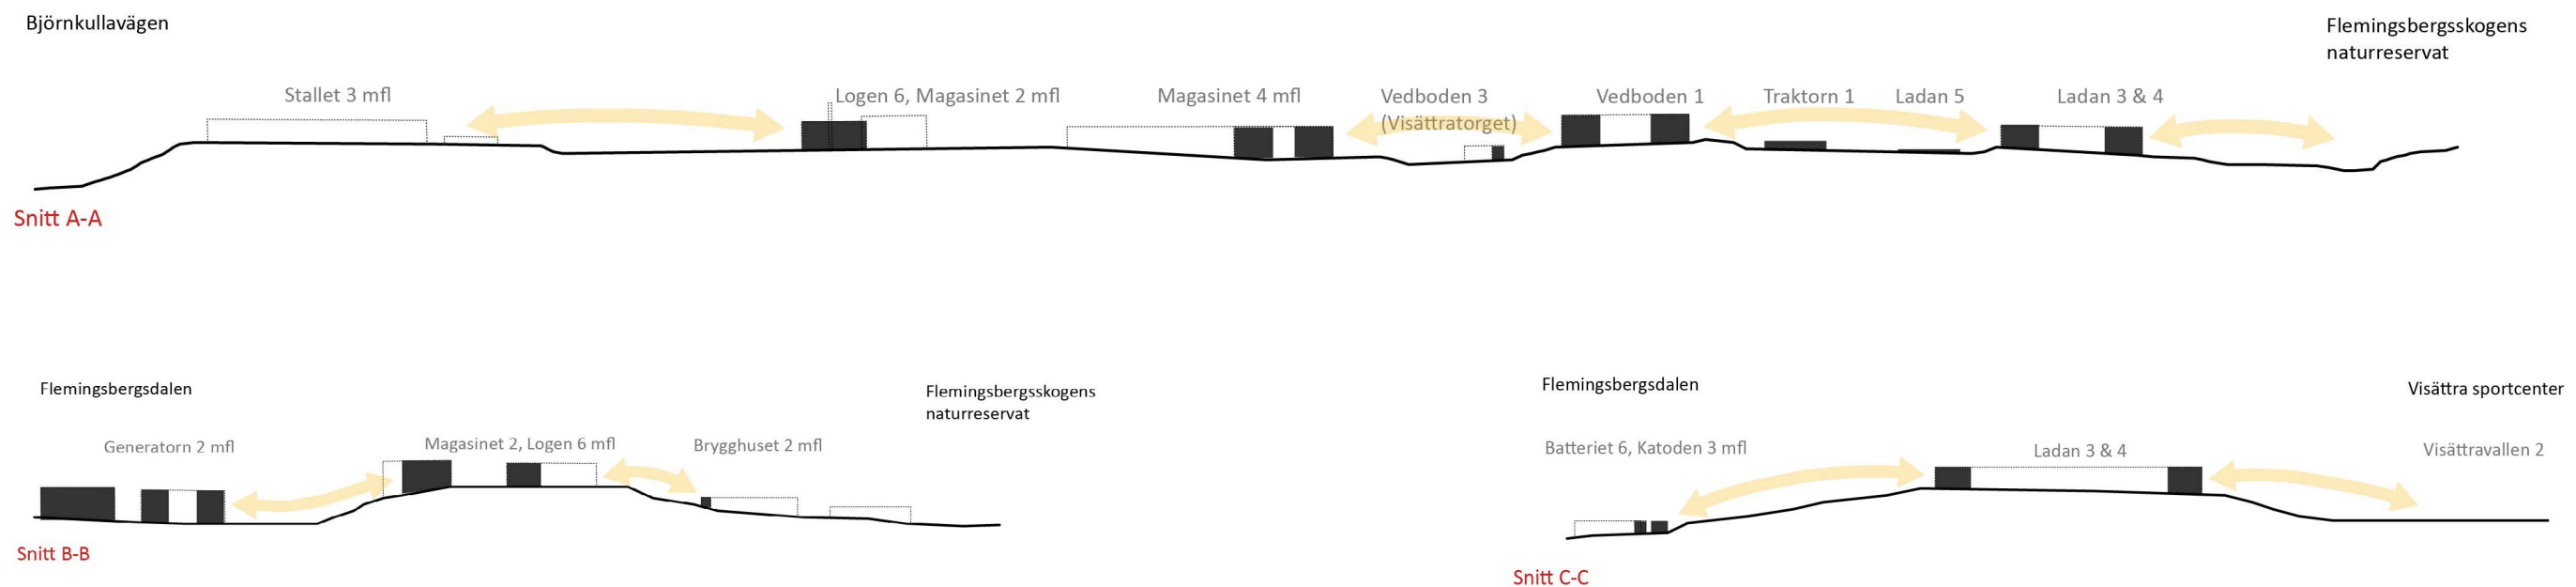 Björnkullavägen
Flemingsbergsskogens
naturreservat
Stallet 3 mfl
Logen 6, Magasinet 2 mfl
Magasinet 4 mfl
Vedboden 3
(Visättratorget)
Vedboden 1
Traktorn 1
Ladan 5
Ladan 3 & 4
Snitt A-A
Flemingsbergsdalen
Flemingsbergsskogens
naturreservat
Generatorn 2 mfl
Magasinet 2, Logen 6 mfl
Brygghuset 2 mfl
Snitt B-B
Flemingsbergsdalen
Visättra sportcenter
Batteriet 6, Katoden 3 mfl
Ladan 3 & 4
Visättravallen 2
Snitt C-C